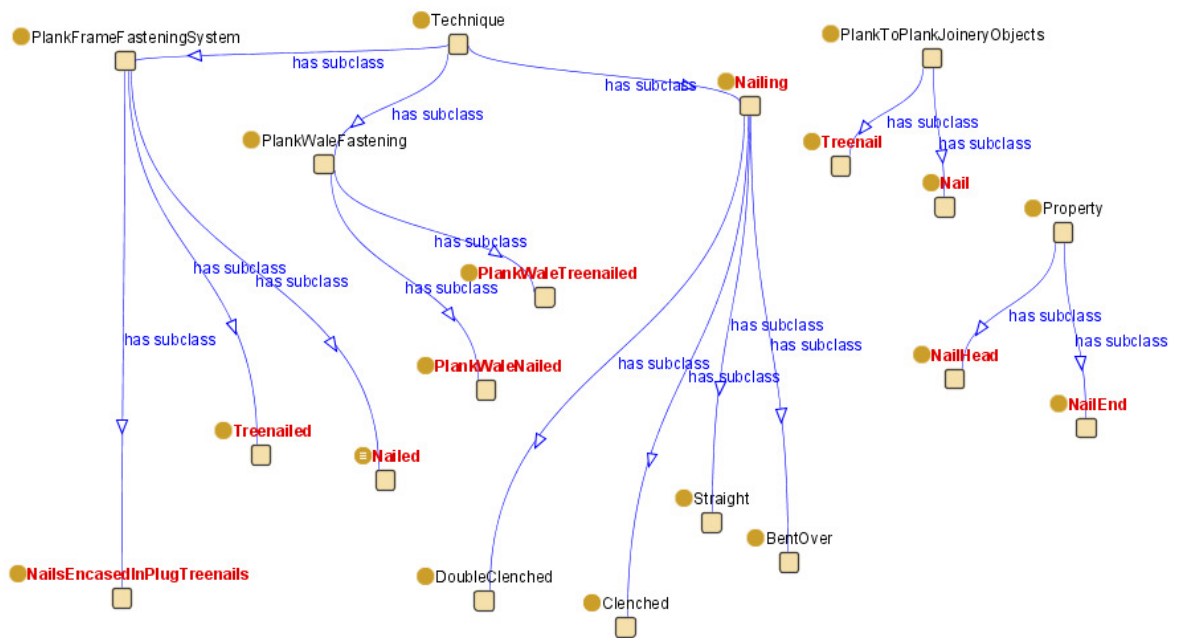 Technique
PlankFrameFasteningSystem
PlankToPlankJoineryObjects
has subclass
has subclass
Nailing
has subclass
has subclass
PlankWaleFastening
Treenail
has subclass
Nail
Property
has subclass
has subclass
PlankWaleTreenailed
has subclass
has subclass
has subclass
has subclass
has subclass
has subclass
has subclass
has subclass
PlankWaleNailed
has subclass
has subclass
NailHead
NailEnd
Treenailed
Nailed
Straight
BentOver
NailsEncasedInPlugTreenails
DoubleClenched
Clenched